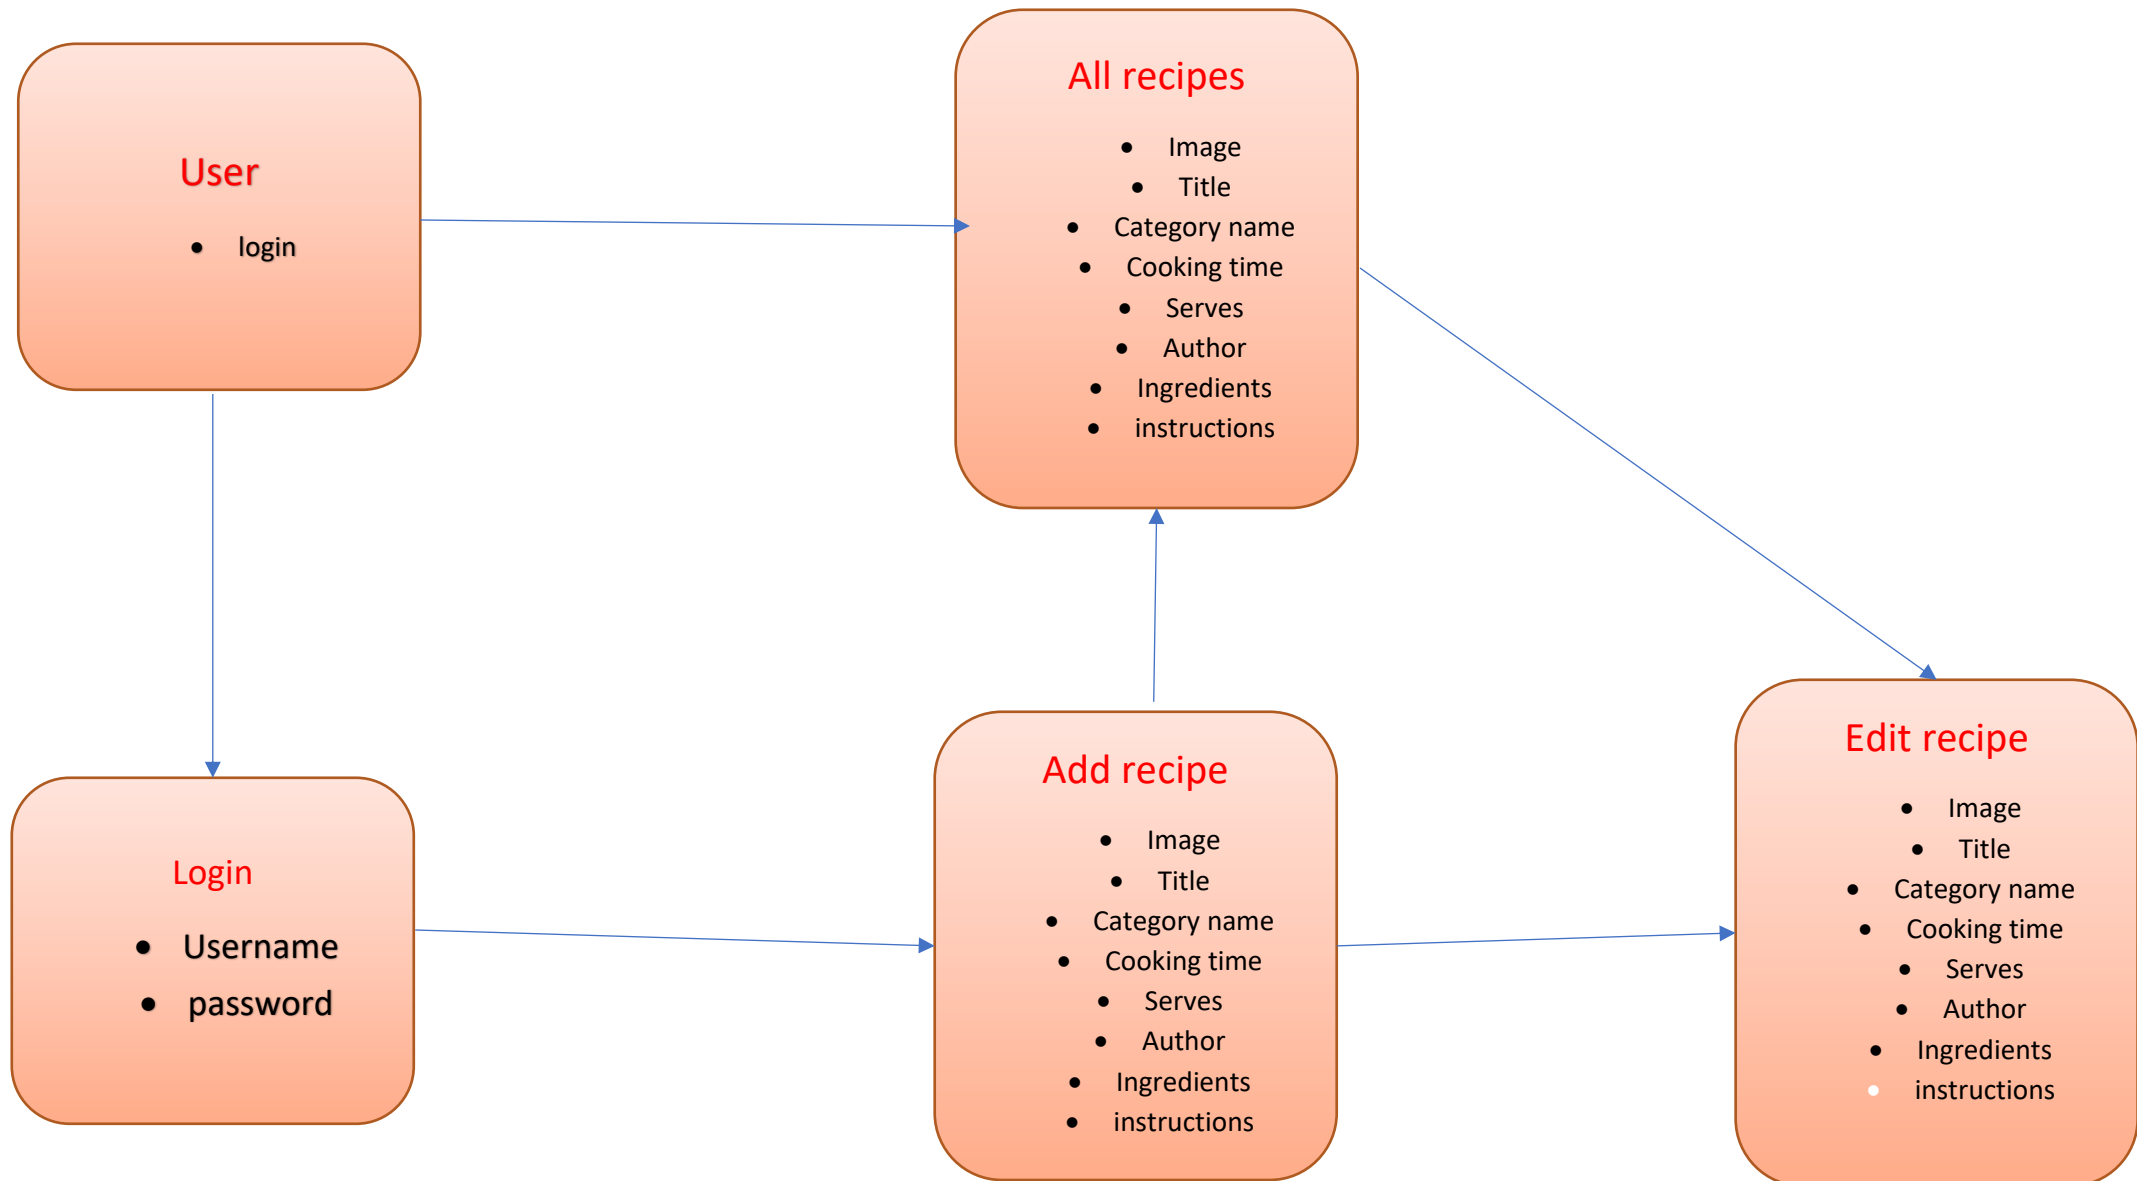 User
• login
All recipes
• Image
• Title
• Category name
• Cooking time
• Serves
• Author
• Ingredients
• instructions
Login
• Username
• password
Add recipe
• Image
• Title
• Category name
• Cooking time
• Serves
• Author
• Ingredients
• instructions
Edit recipe
• Image
• Title
• Category name
• Cooking time
• Serves
• Author
• Ingredients
• instructions